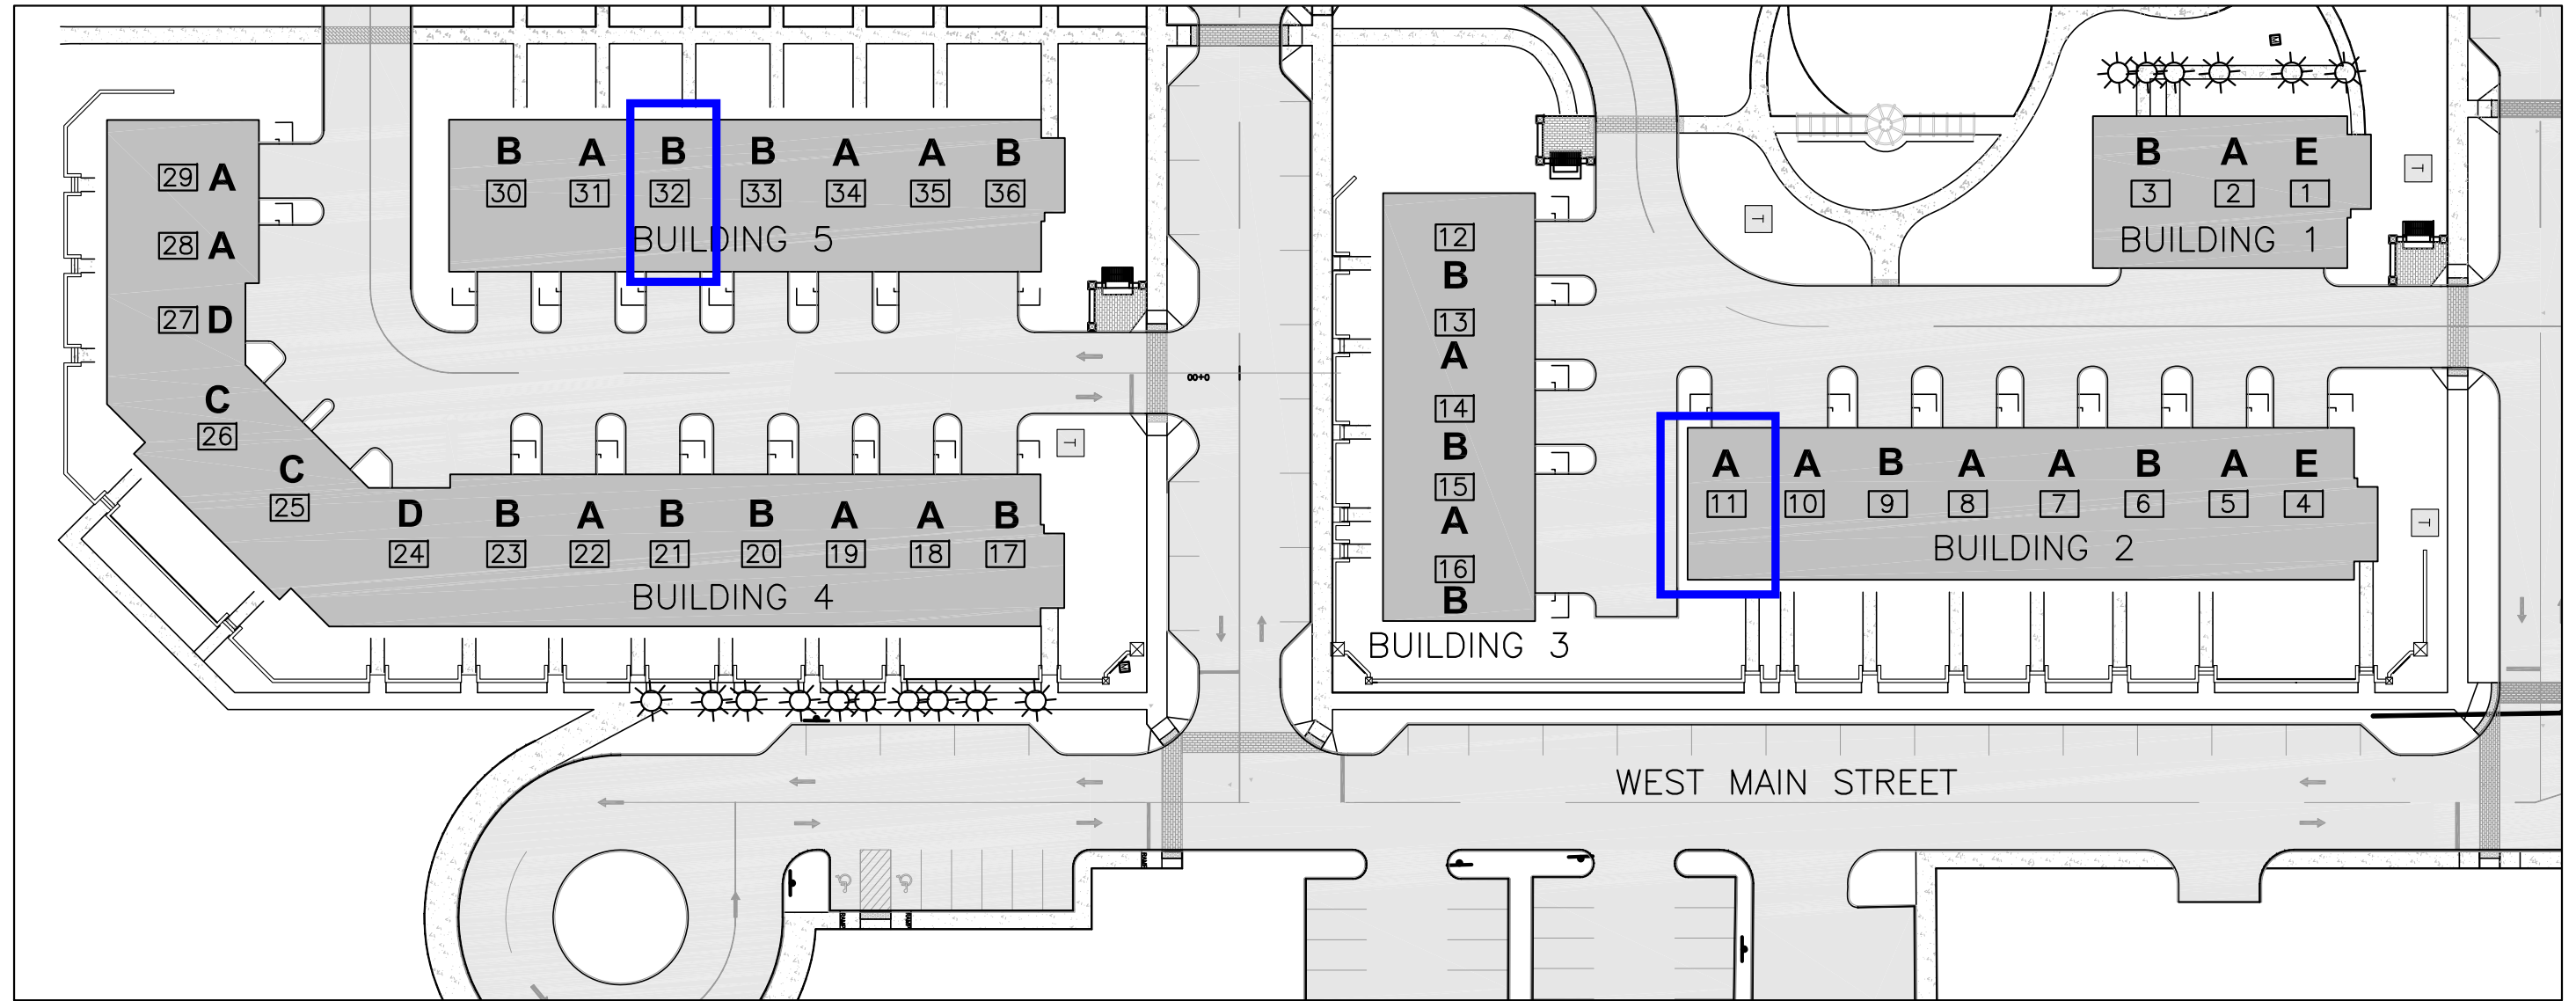 29 A
28 A
27 D
C
26
C
25
B A B B A A B
30 31 32 33 34 35 36
BUILDING 5
D B A B B A A B
24 23 22 21 20 19 18 17
BUILDING 4
T
0+00
12
B
13
A
14
B
15
A
16
B
BUILDING 3
T
B A E
3 2 1
BUILDING 1
T
A A B A A B A E
11 10 9 8 7 6 5 4
BUILDING 2
T
WEST MAIN STREET